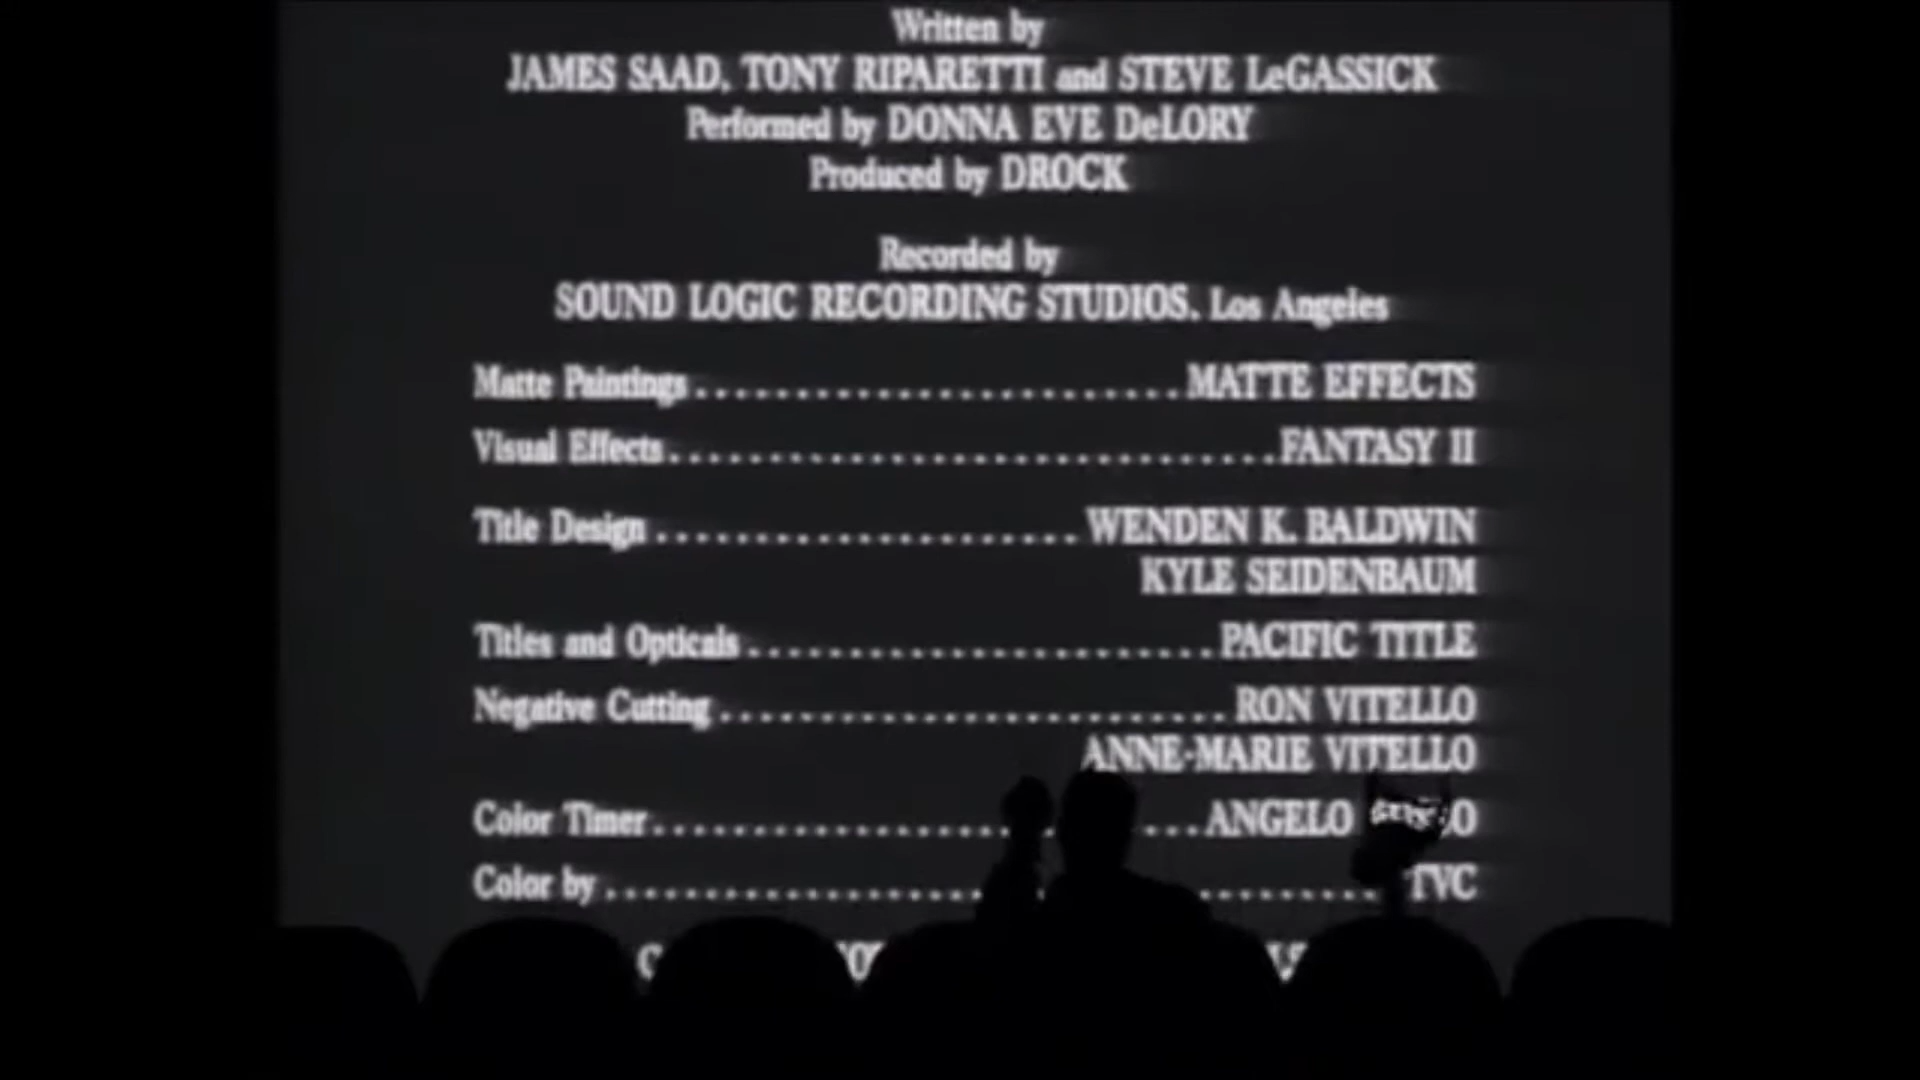 Written by
JAMES SAAD, TONY RIPARETTI and STEVE LeGASSICK
Performed by DONNA EVE DeLORY
Produced by DROCK
Recorded by
SOUND LOGIC RECORDING STUDIOS, Los Angeles
Matte Paintings........................MATTE EFFECTS
Visual Effects..............................FANTASY II
Title Design.....................WENDEN K. BALDWIN
KYLE SEIDENBAUM
Titles and Opticals.......................PACIFIC TITLE
Negative Cutting.........................RON VITELLO
ANNE-MARIE VITELLO
Color Timer.....................ANGELO
Color by.............................TVC